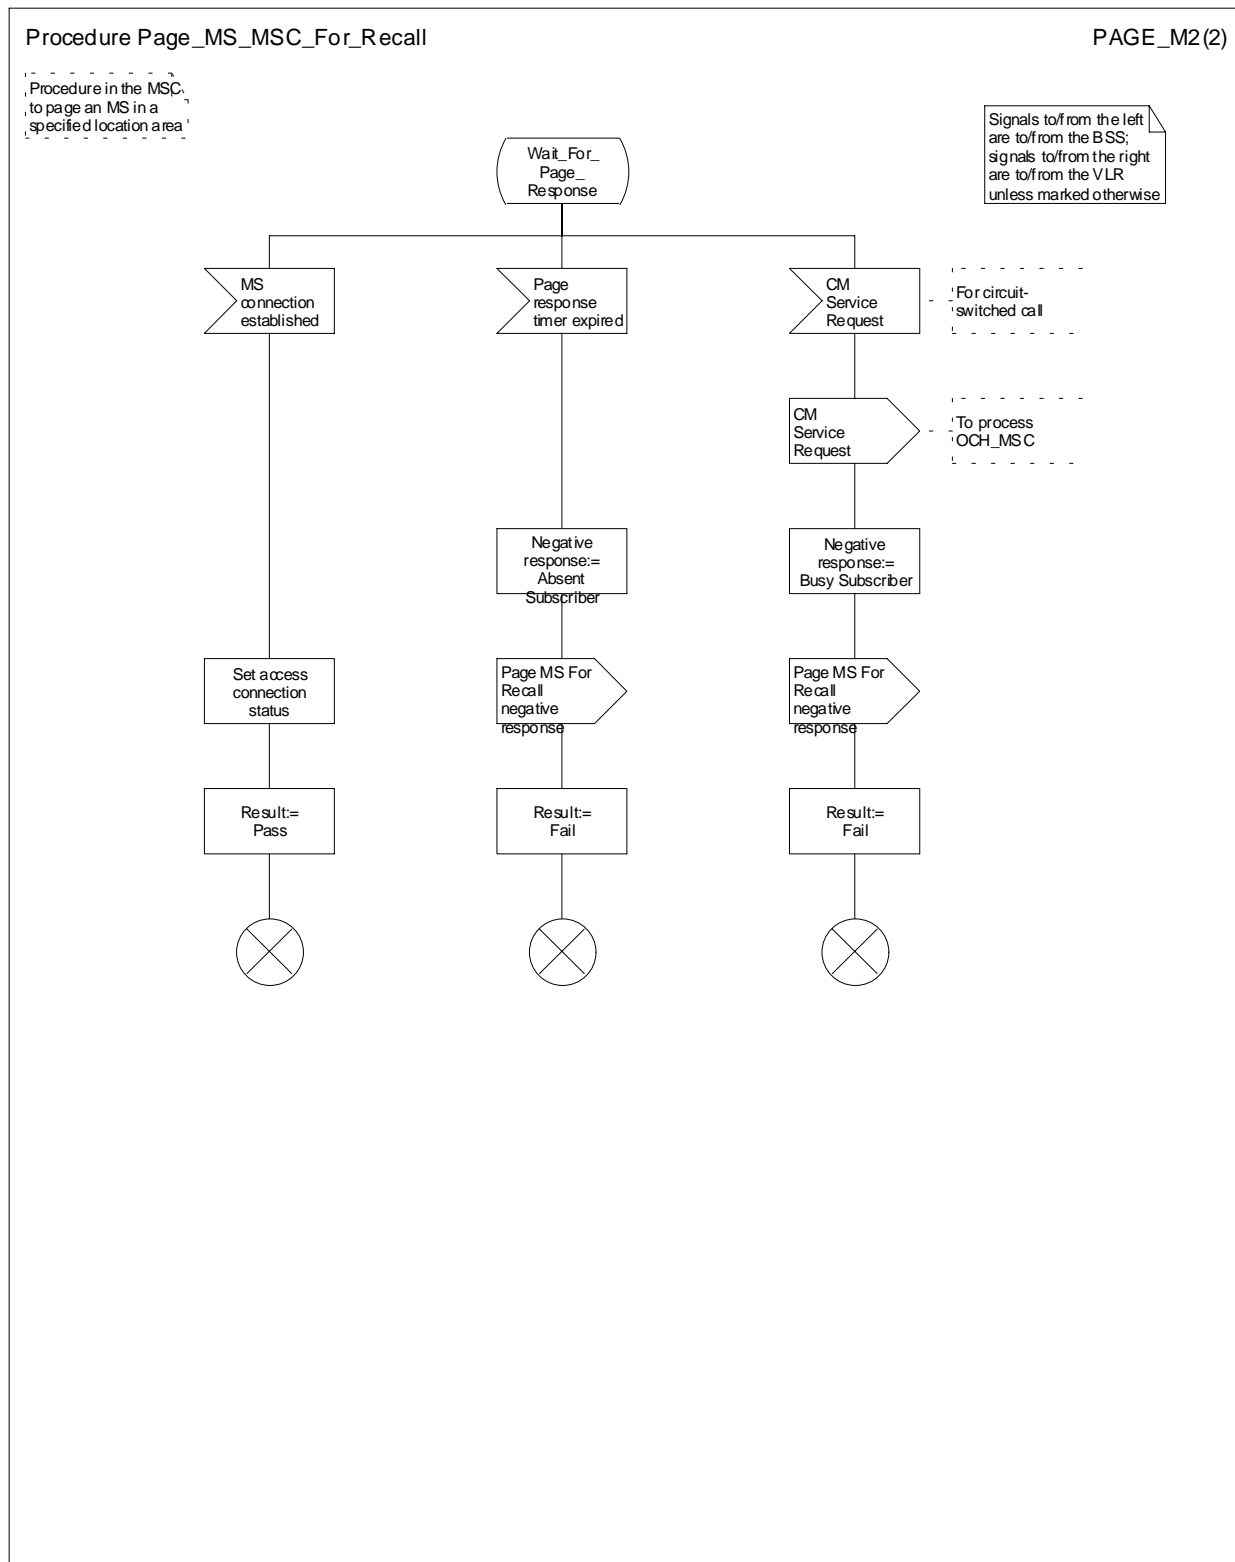 Procedure Page_MS_MSC_For_Recall
PAGE_M2(2)
Procedure in the MSC
to page an MS in a
specified location area
Signals to/from the left
are to/from the BSS;
signals to/from the right
are to/from the VLR
unless marked otherwise
Wait_For_
Page_
Response
MS
connection
established
Page
response
timer expired
CM
Service
Request
For circuit-
switched call
CM
Service
Request
To process
OCH_MSC
Negative
response:=
Absent
Subscriber
Negative
response:=
Busy Subscriber
Set access
connection
status
Page MS For
Recall
negative
response
Page MS For
Recall
negative
response
Result:=
Pass
Result:=
Fail
Result:=
Fail